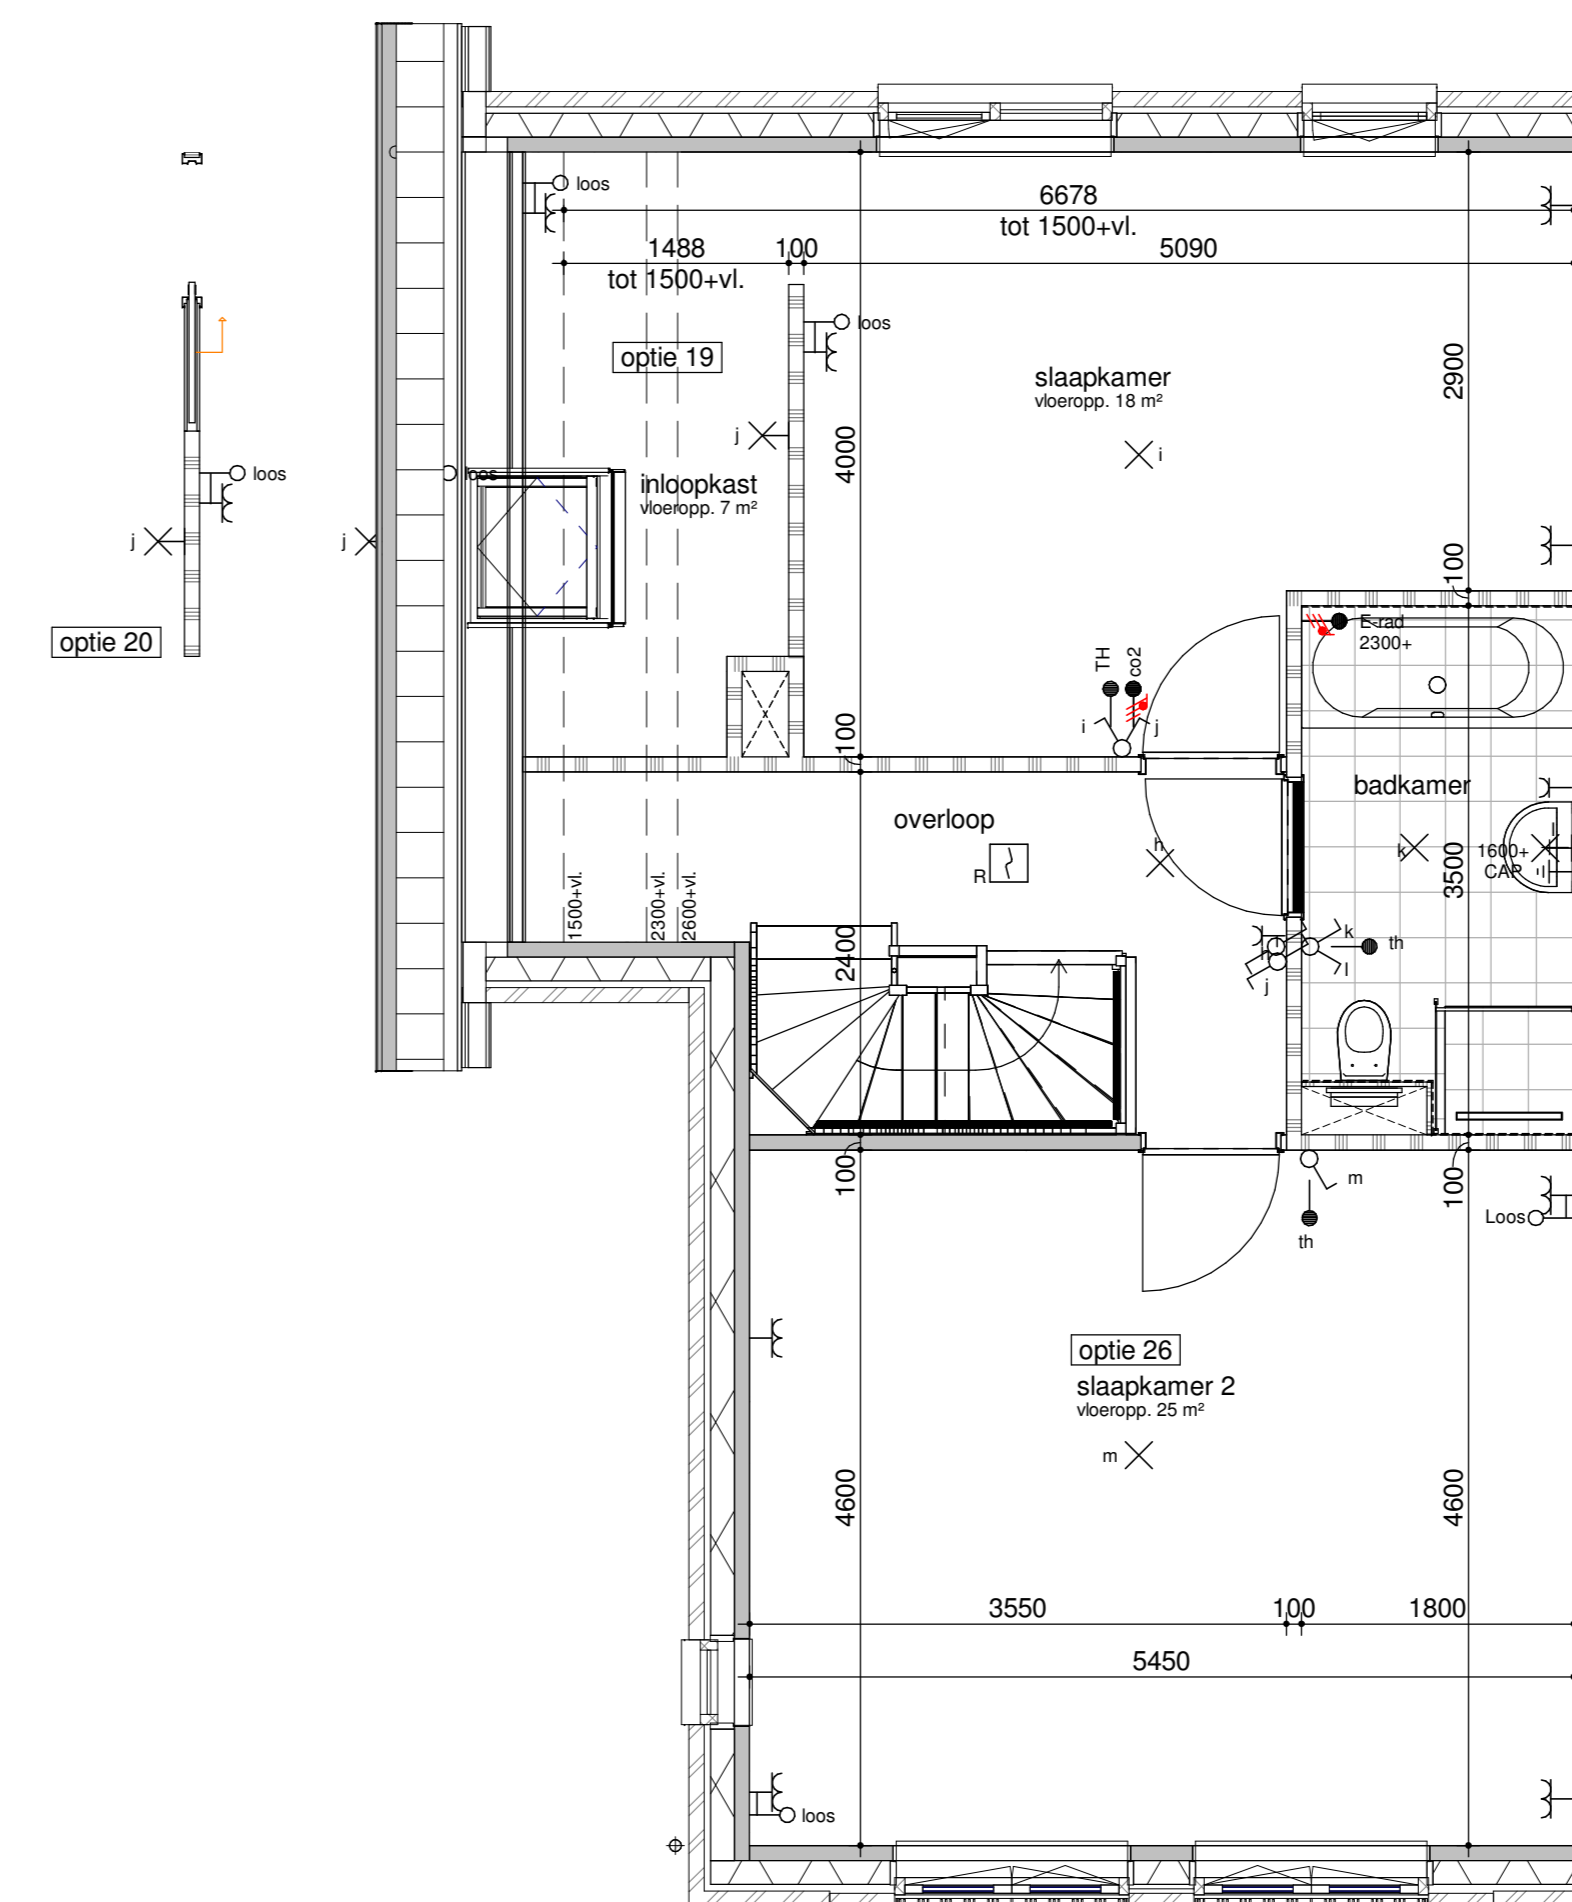 loos
6678
tot 1500+vl.
1488
100
5090
tot 1500+vl.
loos
optie 19
slaapkamer
vloeropp. 18 m²
2900
j
4000
i
loos
loos
inloopkast
vloeropp. 7 m²
j
j
100
optie 20
E-rad
2300+
TH
co2
i
j
100
badkamer
overloop
h
R
k
3500
1600+
CAP
l
1500+vl.
2300+vl.
2600+vl.
2400
k
th
h
l
j
100
100
m
Loos
th
optie 26
slaapkamer 2
vloeropp. 25 m²
m
4600
4600
3550
100
1800
5450
loos